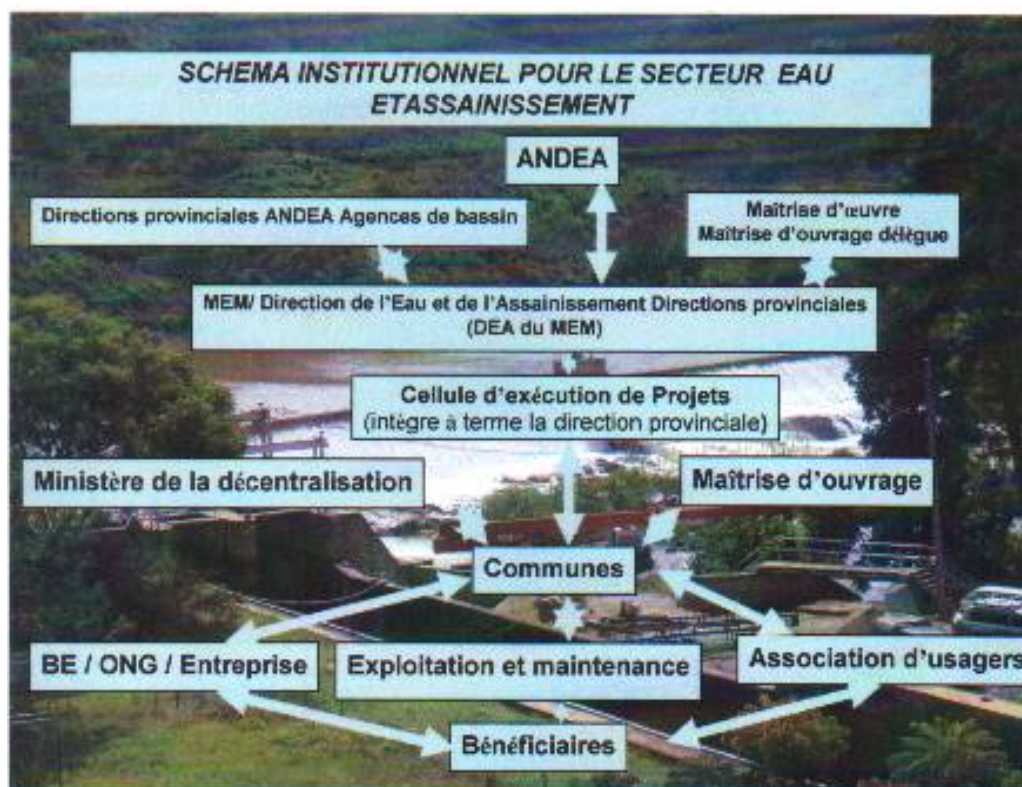 SCHEMA INSTITUTIONNEL POUR LE SECTEUR EAU
ETASSAINISSEMENT
ANDEA
Directions provinciales ANDEA Agences de bassin
Maîtrise d'œuvre
Maîtrise d'ouvrage délègue
MEM/ Direction de l'Eau et de l'Assainissement Directions provinciales
(DEA du MEM)
Cellule d'exécution de Projets
(intègre à terme la direction provinciale)
Ministère de la décentralisation
Maîtrise d'ouvrage
Communes
BE / ONG / Entreprise
Exploitation et maintenance
Association d'usagers
Bénéficiaires